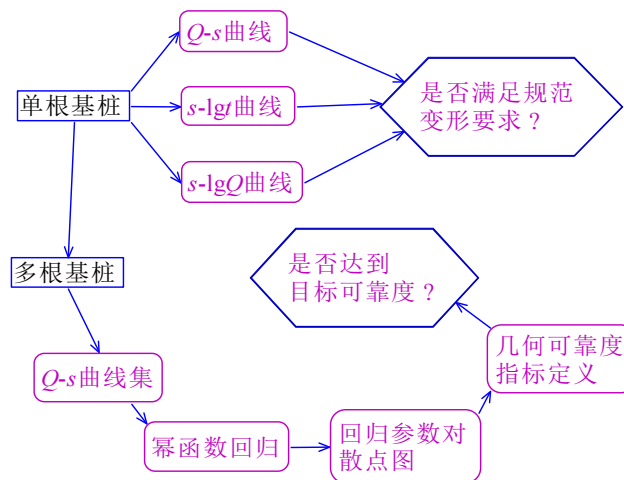 Q-s曲线
单根基桩
s-lgt曲线
s-lgQ曲线
是否满足规范
变形要求？
多根基桩
是否达到
目标可靠度？
Q-s曲线集
幂函数回归
回归参数对
散点图
几何可靠度
指标定义